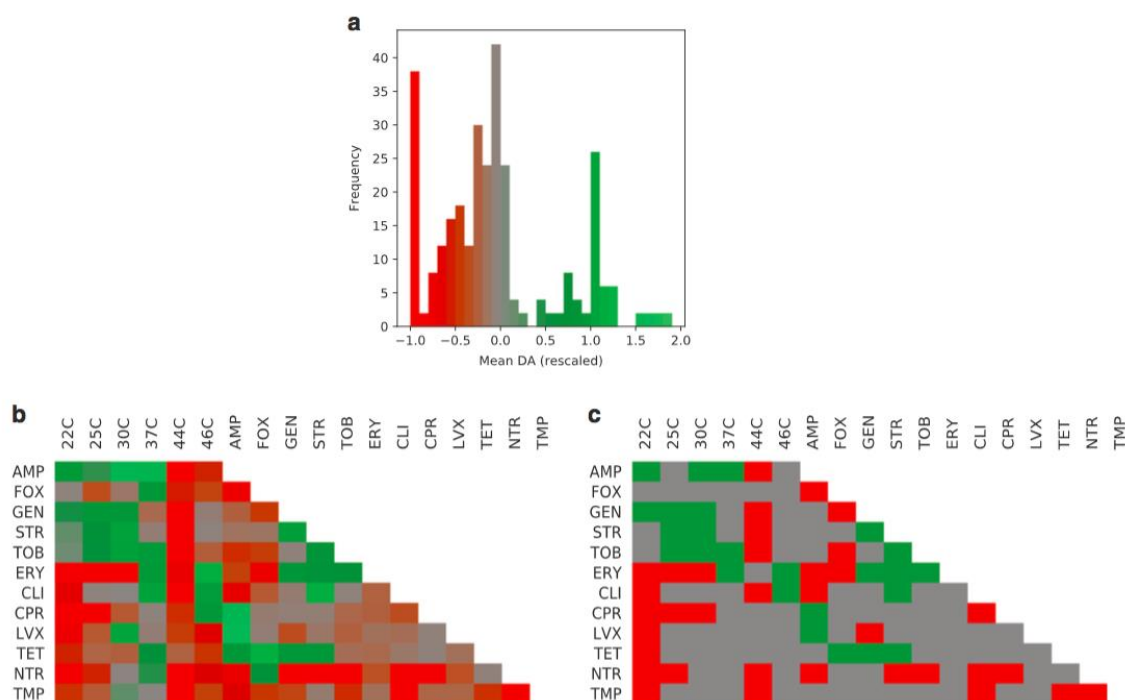 a
40
35
30
25
20
15
10
5
0
Frequency
−1.0 −0.5 0.0 0.5 1.0 1.5 2.0
Mean DA (rescaled)
b
22C 25C 30C 37C 44C 46C AMP FOX GEN STR TOB ERY CLI CPR LVX TET NTR TMP
AMP
FOX
GEN
STR
TOB
ERY
CLI
CPR
LVX
TET
NTR
TMP
c
22C 25C 30C 37C 44C 46C AMP FOX GEN STR TOB ERY CLI CPR LVX TET NTR TMP
AMP
FOX
GEN
STR
TOB
ERY
CLI
CPR
LVX
TET
NTR
TMP